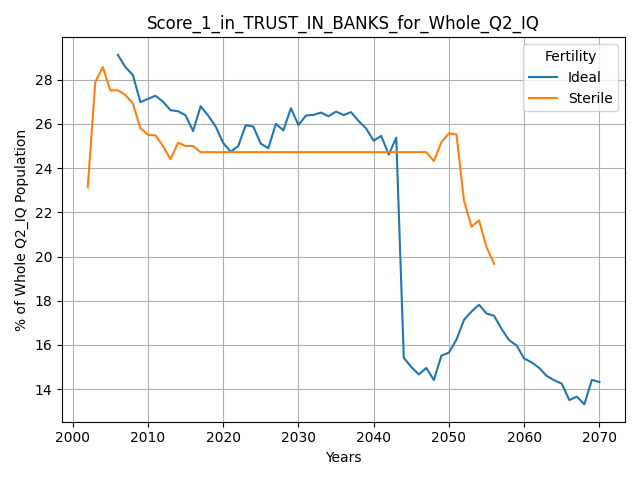 Score_1_in_TRUST_IN_BANKS_for_Whole_Q2_IQ
Fertility
Ideal
Sterile
% of Whole Q2_IQ Population
28
26
24
22
20
18
16
14
2000
2010
2020
2030
2040
2050
2060
2070
Years